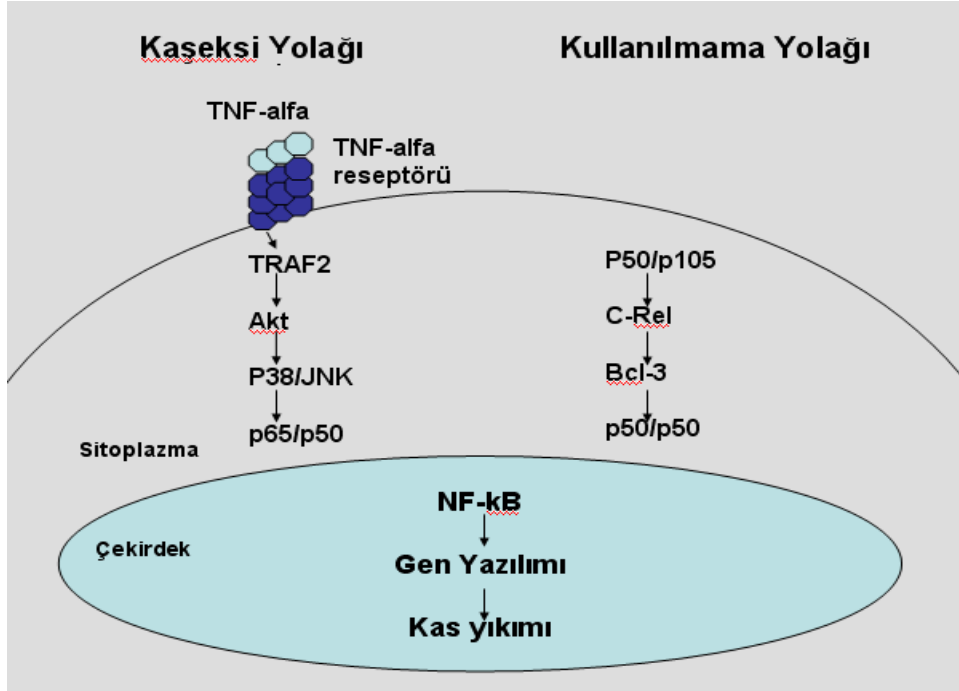 Kaşeksi Yolağı
Kullanılmama Yolağı
TNF-alfa
TNF-alfa
reseptörü
TRAF2
Akt
P38/JNK
p65/p50
P50/p105
C-Rel
Bcl-3
p50/p50
Sitoplazma
NF-kB
Çekirdek
Gen Yazılımı
Kas yıkımı